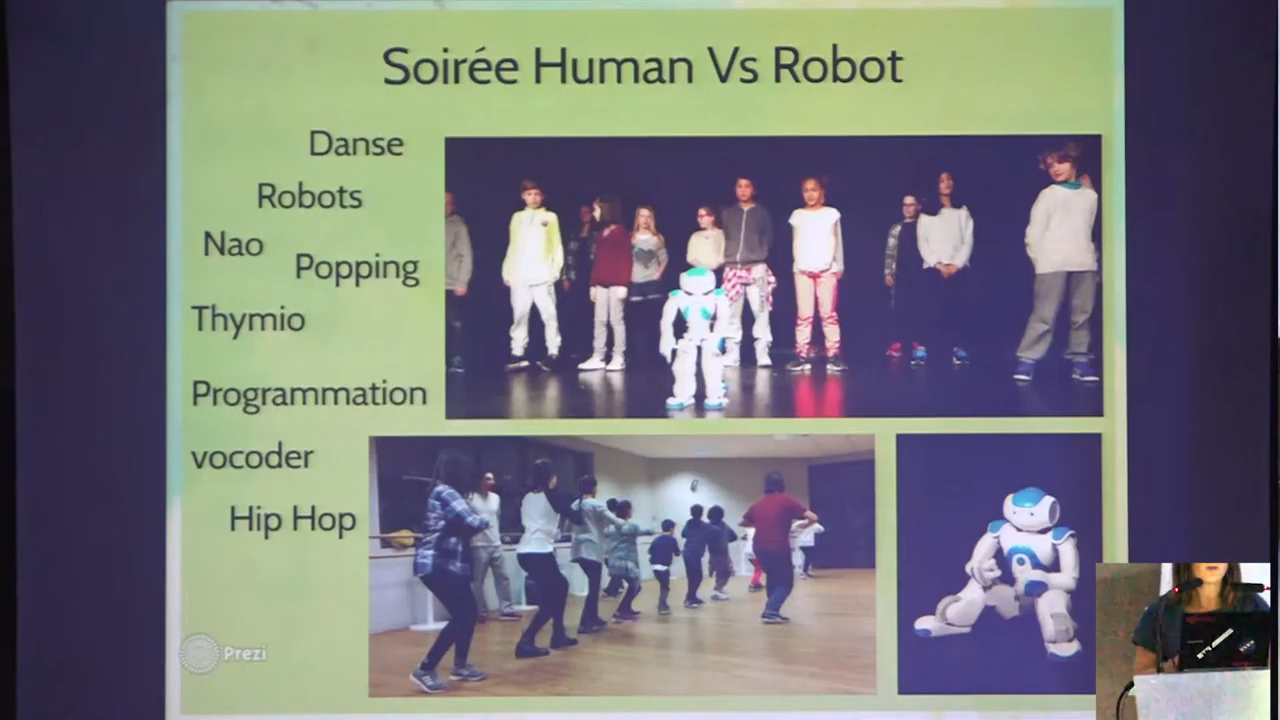 Soirée Human Vs Robot
Danse
Robots
Nao
Popping
Thymio
Programmation
vocoder
Hip Hop
Prezi